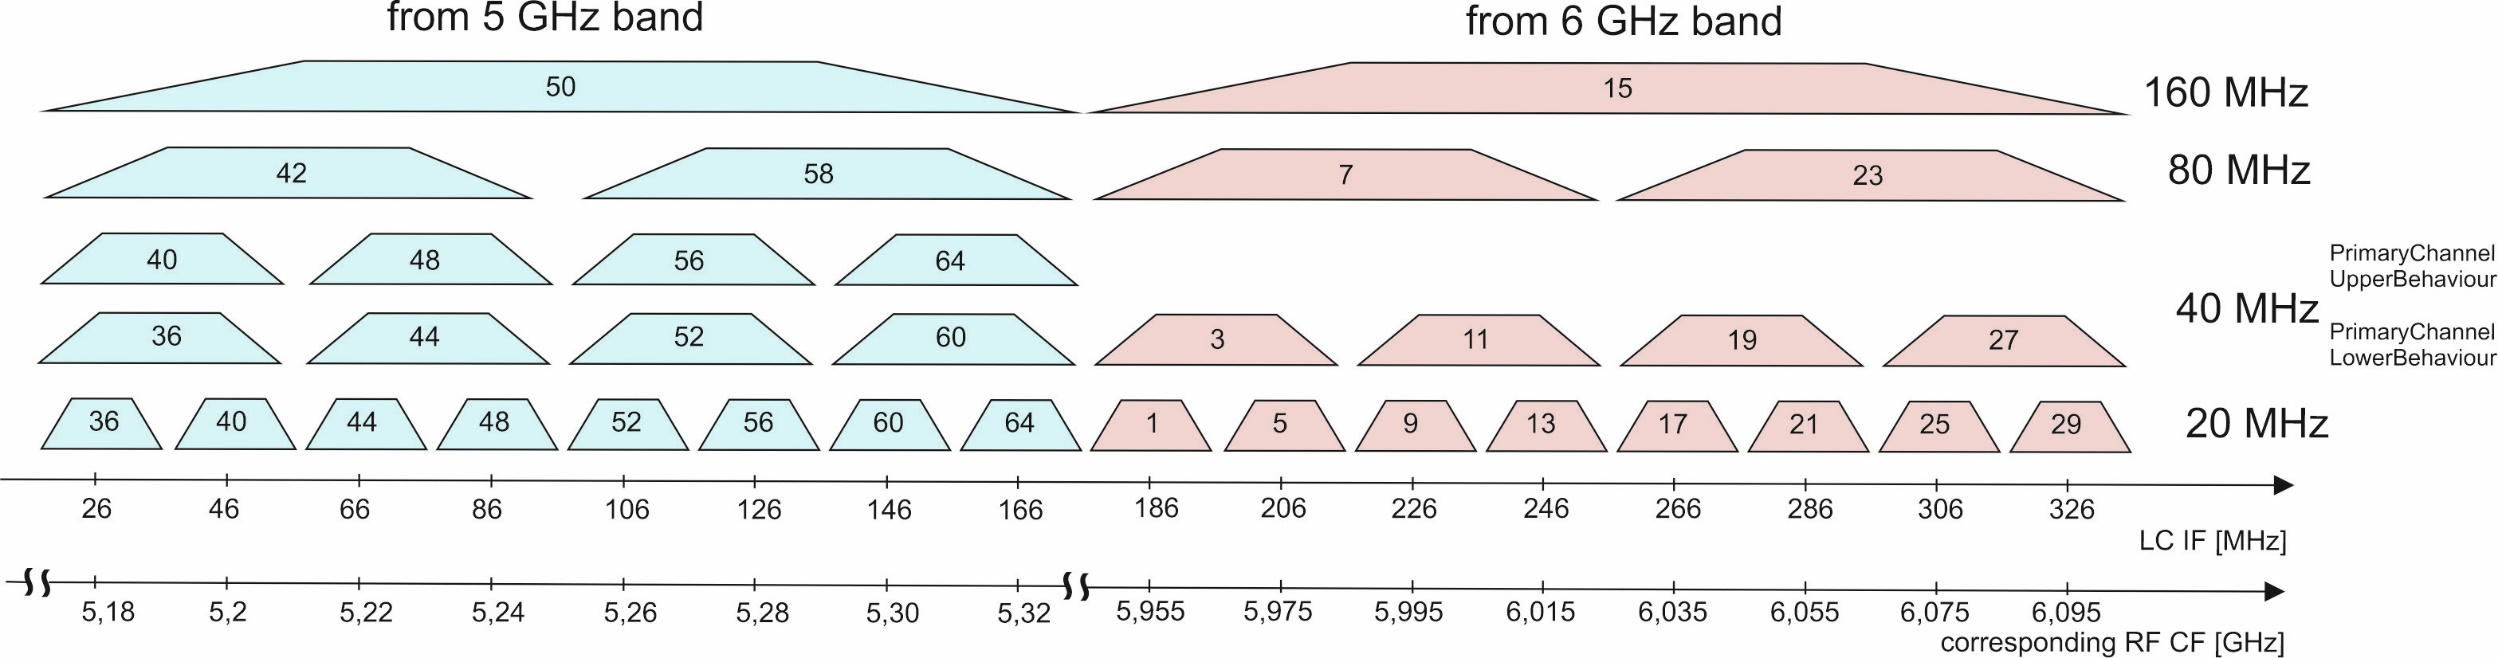 from 5 GHz band from 6 GHz band
50 15 160 MHz
42 58 7 23 80 MHz
40 48 56 64 PrimaryChannel
UpperBehaviour
40 MHz
36 44 52 60 3 11 19 27 PrimaryChannel
LowerBehaviour
36 40 44 48 52 56 60 64 1 5 9 13 17 21 25 29 20 MHz
26 46 66 86 106 126 146 166 186 206 226 246 266 286 306 326
LC IF [MHz]
5,18 5,2 5,22 5,24 5,26 5,28 5,30 5,32 5,955 5,975 5,995 6,015 6,035 6,055 6,075 6,095
corresponding RF CF [GHz]